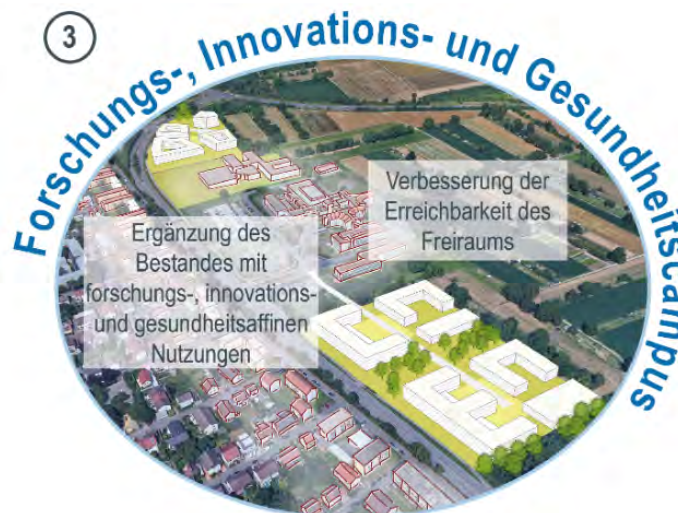 3
Forschungs-, Innovations- und Gesundheitscampus
Verbesserung der
Erreichbarkeit des
Freiraums
Ergänzung des
Bestandes mit
forschungs-, innovations-
und gesundheitsaffinen
Nutzungen